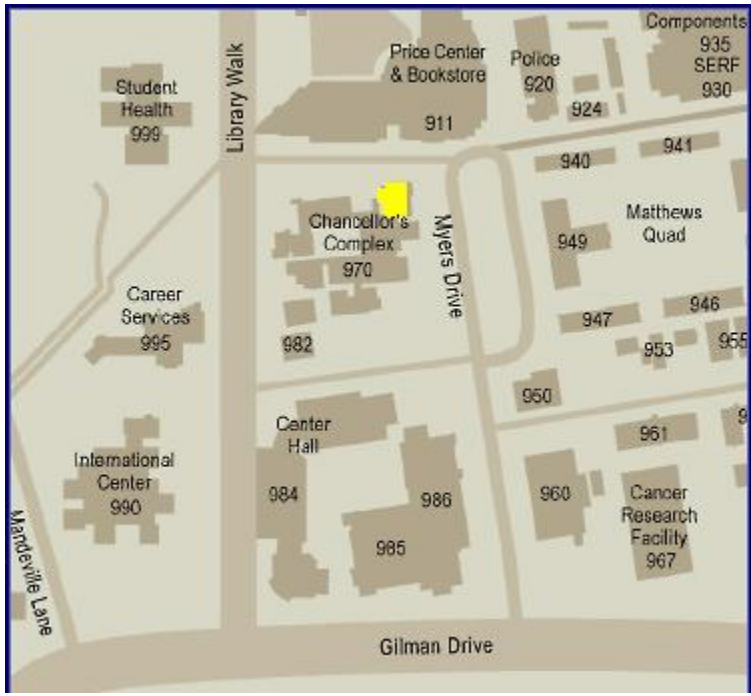 Components
935
SERF
930
Price Center
& Bookstore
911
Police
920
924
Student
Health
999
Library Walk
940
941
Chancellor's
Complex
970
Myers Drive
949
Matthews
Quad
Career
Services
995
982
947
946
953
955
950
Center
Hall
984
986
985
961
International
Center
990
960
Cancer
Research
Facility
967
Mandeville Lane
Gilman Drive